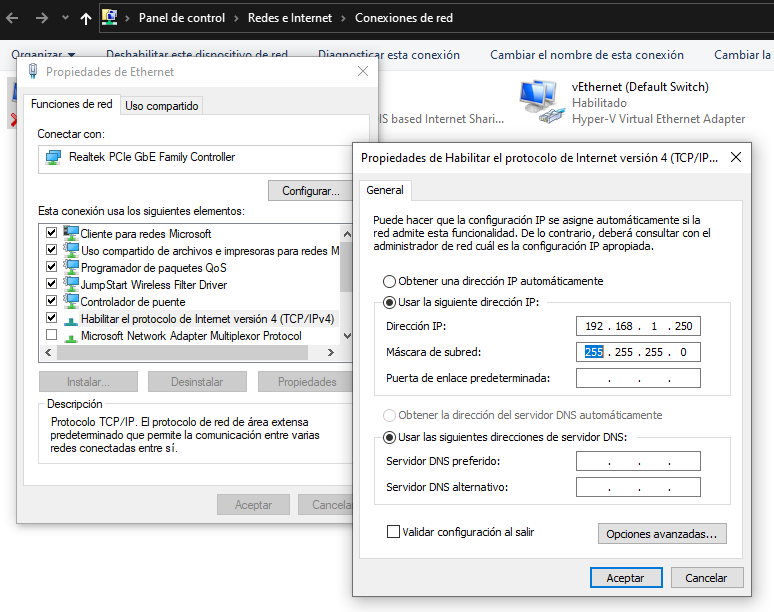 Panel de control > Redes e Internet > Conexiones de red
Organizar Deshabilitar este dispositivo de red Diagnosticar esta conexión Cambiar el nombre de esta conexión Cambiar la
Propiedades de Ethernet
Funciones de red Uso compartido
Conectar con:
Realtek PCIe GbE Family Controller
Configurar...
Esta conexión usa los siguientes elementos:
Cliente para redes Microsoft
Uso compartido de archivos e impresoras para redes M
Programador de paquetes QoS
JumpStart Wireless Filter Driver
Controlador de puente
Habilitar el protocolo de Internet versión 4 (TCP/IPv4)
Microsoft Network Adapter Multiplexor Protocol
Instalar... Desinstalar Propiedades
Descripción
Protocolo TCP/IP. El protocolo de red de área extensa
predeterminado que permite la comunicación entre varias
redes conectadas entre sí.
Aceptar Cancela
IS based Internet Shari...
vEthernet (Default Switch)
Habilitado
Hyper-V Virtual Ethernet Adapter
Propiedades de Habilitar el protocolo de Internet versión 4 (TCP/IP...
General
Puede hacer que la configuración IP se asigne automáticamente si la
red admite esta funcionalidad. De lo contrario, deberá consultar con el
administrador de red cuál es la configuración IP apropiada.
Obtener una dirección IP automáticamente
Usar la siguiente dirección IP:
Dirección IP: 192 . 168 . 1 . 250
Máscara de subred: 255 . 255 . 255 . 0
Puerta de enlace predeterminada: . . .
Obtener la dirección del servidor DNS automáticamente
Usar las siguientes direcciones de servidor DNS:
Servidor DNS preferido: . . .
Servidor DNS alternativo: . . .
Validar configuración al salir
Opciones avanzadas...
Aceptar Cancelar